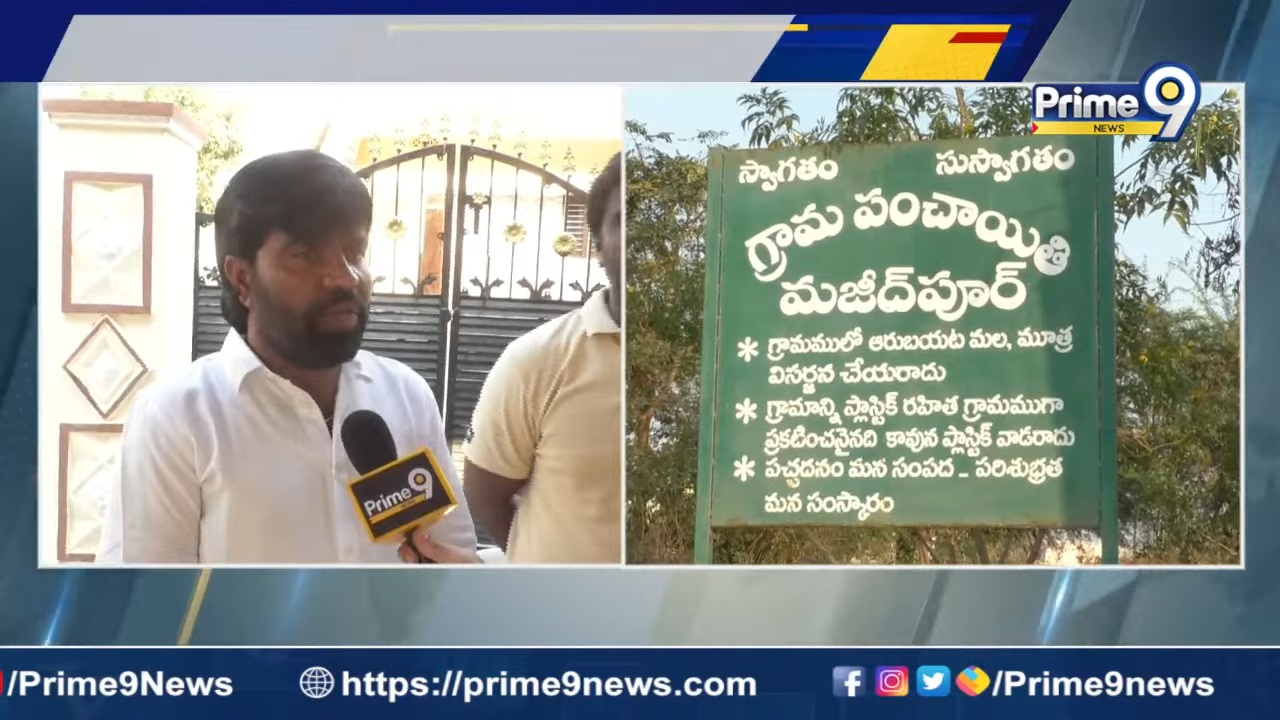 Prime9
NEWS
స్వాగతం సుస్వాగతం
గ్రామ పంచాయితి
మజీద్‌పూర్
* గ్రామములో ఆరుబయట మల, మూత్ర
విసర్జన చేయరాదు
* గ్రామాన్ని ప్లాస్టిక్ రహిత గ్రామముగా
ప్రకటించనైనది కావున ప్లాస్టిక్ వాడరాదు
* పచ్చదనం మన సంపద - పరిశుభ్రత
మన సంస్కారం
Prime9
/Prime9News https://prime9news.com /Prime9news